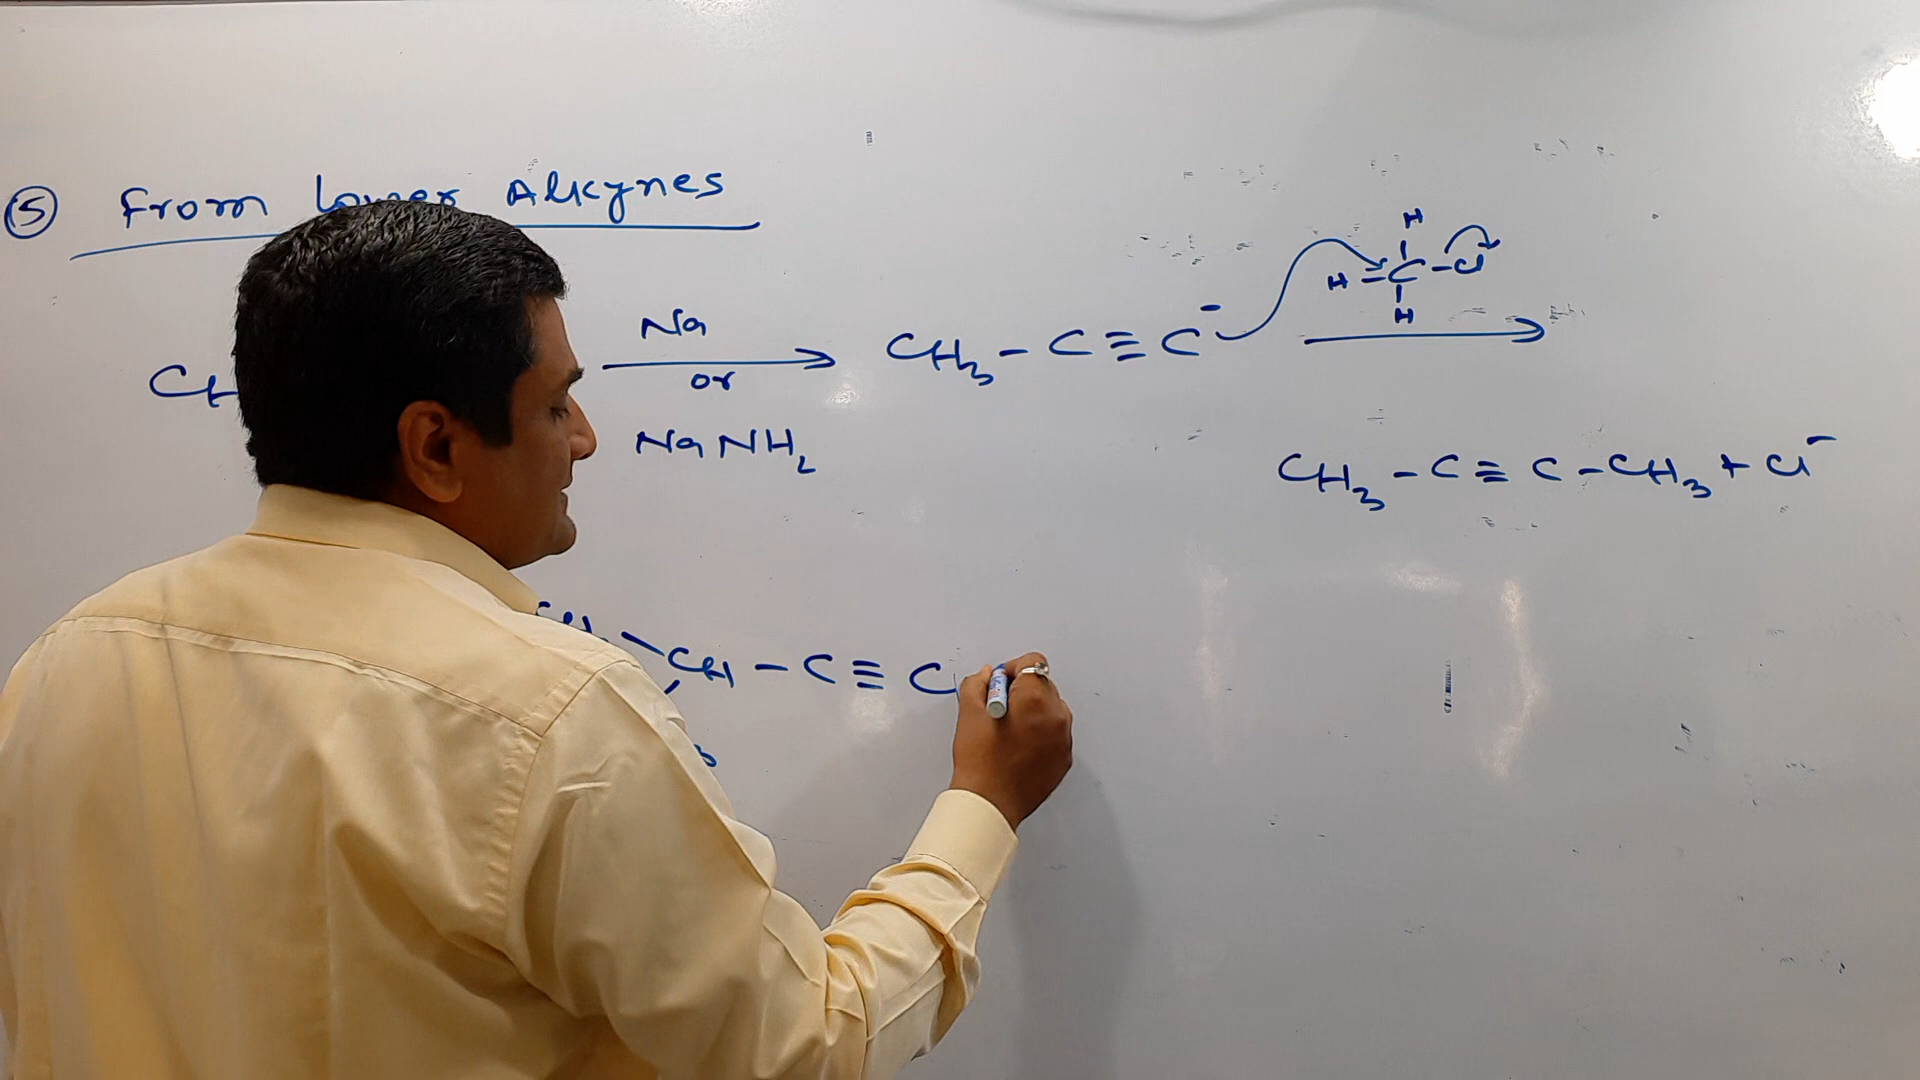 ⑤ From lower Alkynes
Na
or
NaNH₂
CH₃ - C ≡ C⁻
H
H - C - Cl
H
CH₃ - C ≡ C - CH₃ + Cl⁻
CH - C ≡ C